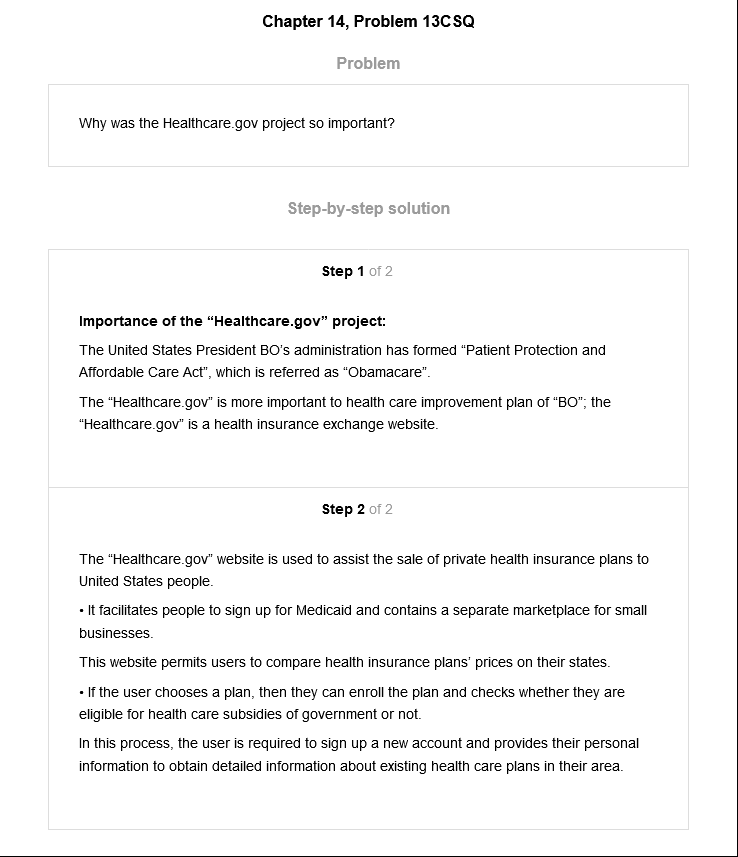 Chapter 14, Problem 13CSQ
Problem
Why was the Healthcare.gov project so important?
Step-by-step solution
Step 1 of 2
Importance of the “Healthcare.gov” project:
The United States President BO’s administration has formed “Patient Protection and
Affordable Care Act”, which is referred as “Obamacare”.
The “Healthcare.gov” is more important to health care improvement plan of “BO”; the
“Healthcare.gov” is a health insurance exchange website.
Step 2 of 2
The “Healthcare.gov” website is used to assist the sale of private health insurance plans to
United States people.
• It facilitates people to sign up for Medicaid and contains a separate marketplace for small
businesses.
This website permits users to compare health insurance plans’ prices on their states.
• If the user chooses a plan, then they can enroll the plan and checks whether they are
eligible for health care subsidies of government or not.
In this process, the user is required to sign up a new account and provides their personal
information to obtain detailed information about existing health care plans in their area.